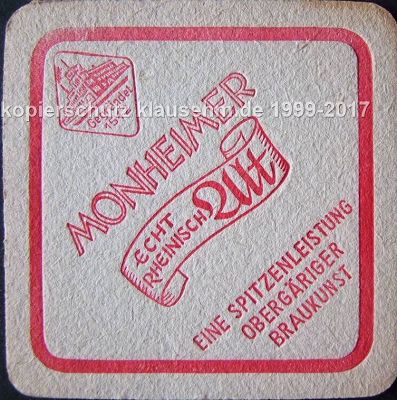 kopierschutz klausehm.de 1999-2017
MONHEIMER
ECHT
RHEINISCH
Alt
EINE SPITZENLEISTUNG
OBERGÄRIGER
BRAUKUNST